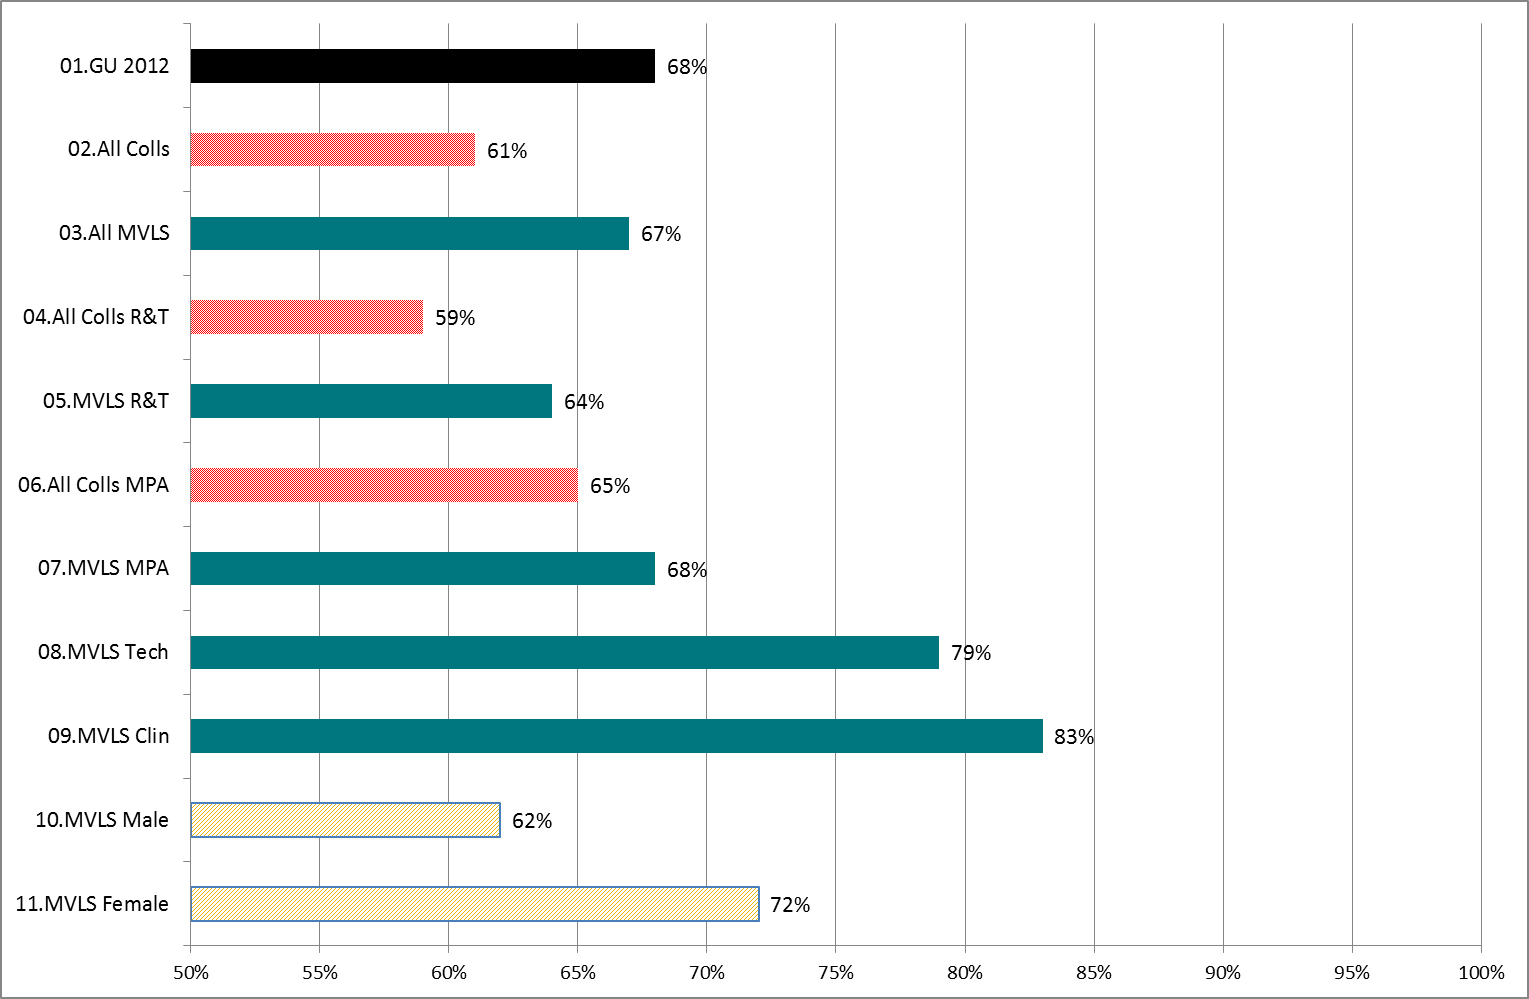 01.GU 2012 68%
02.All Colls 61%
03.All MVLS 67%
04.All Colls R&T 59%
05.MVLS R&T 64%
06.All Colls MPA 65%
07.MVLS MPA 68%
08.MVLS Tech 79%
09.MVLS Clin 83%
10.MVLS Male 62%
11.MVLS Female 72%
50% 55% 60% 65% 70% 75% 80% 85% 90% 95% 100%